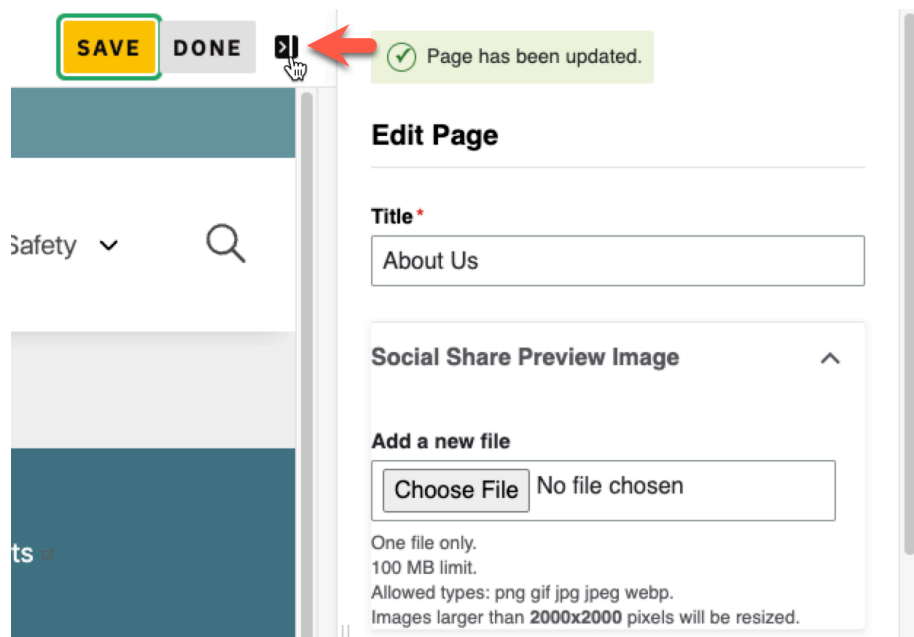 SAVE DONE
Page has been updated.
Edit Page
Title*
Safety
About Us
Social Share Preview Image
Add a new file
Choose File No file chosen
ts
One file only.
100 MB limit.
Allowed types: png gif jpg jpeg webp.
Images larger than 2000x2000 pixels will be resized.